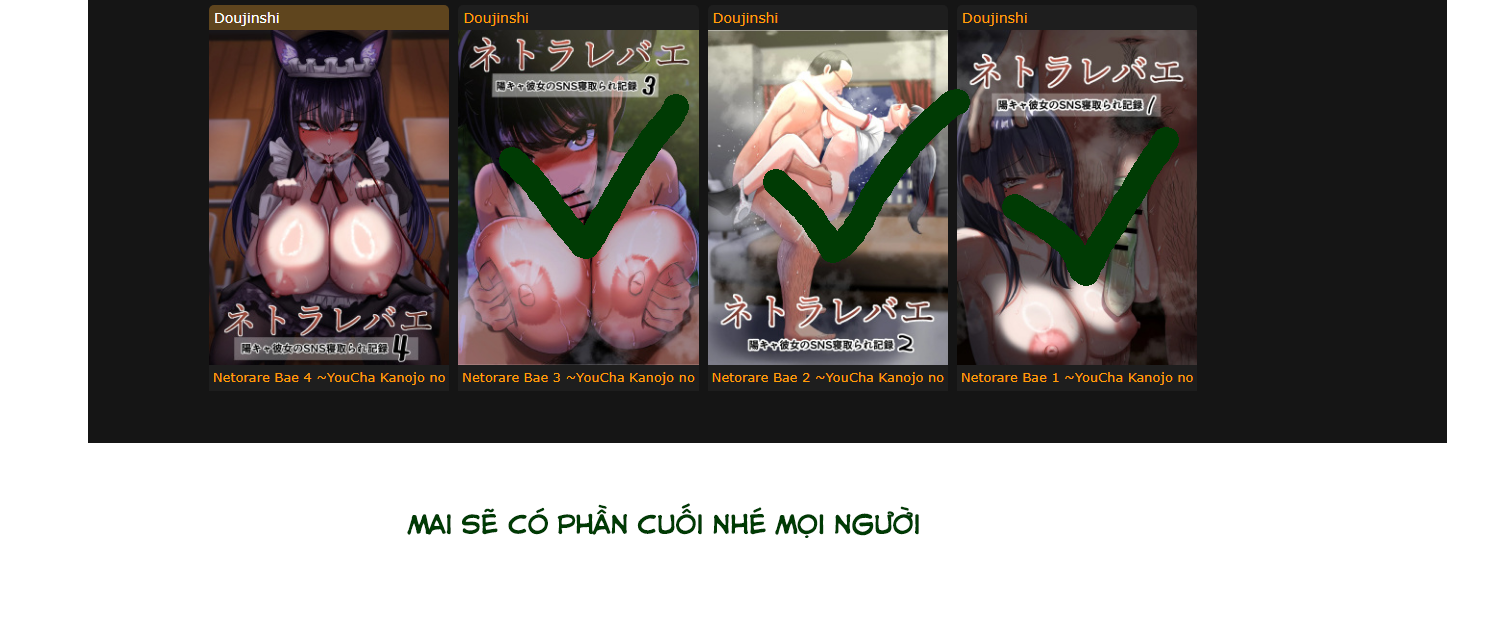 Doujinshi
Doujinshi
Doujinshi
Doujinshi
ネトラレバエ
陽キャ彼女のSNS寝取られ記録 4
ネトラレバエ
陽キャ彼女のSNS寝取られ記録 3
ネトラレバエ
陽キャ彼女のSNS寝取られ記録 2
ネトラレバエ
陽キャ彼女のSNS寝取られ記録 1
Netorare Bae 4 ~YouCha Kanojo no
Netorare Bae 3 ~YouCha Kanojo no
Netorare Bae 2 ~YouCha Kanojo no
Netorare Bae 1 ~YouCha Kanojo no
MAI SẼ CÓ PHẦN CUỐI NHÉ MỌI NGƯỜI